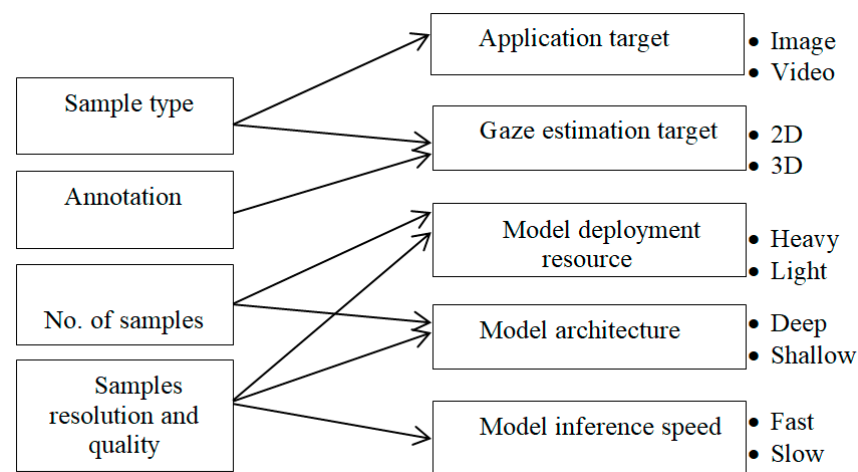 Sample type
Annotation
No. of samples
Samples
resolution and
quality
Application target
• Image
• Video
Gaze estimation target
• 2D
• 3D
Model deployment
resource
• Heavy
• Light
Model architecture
• Deep
• Shallow
Model inference speed
• Fast
• Slow